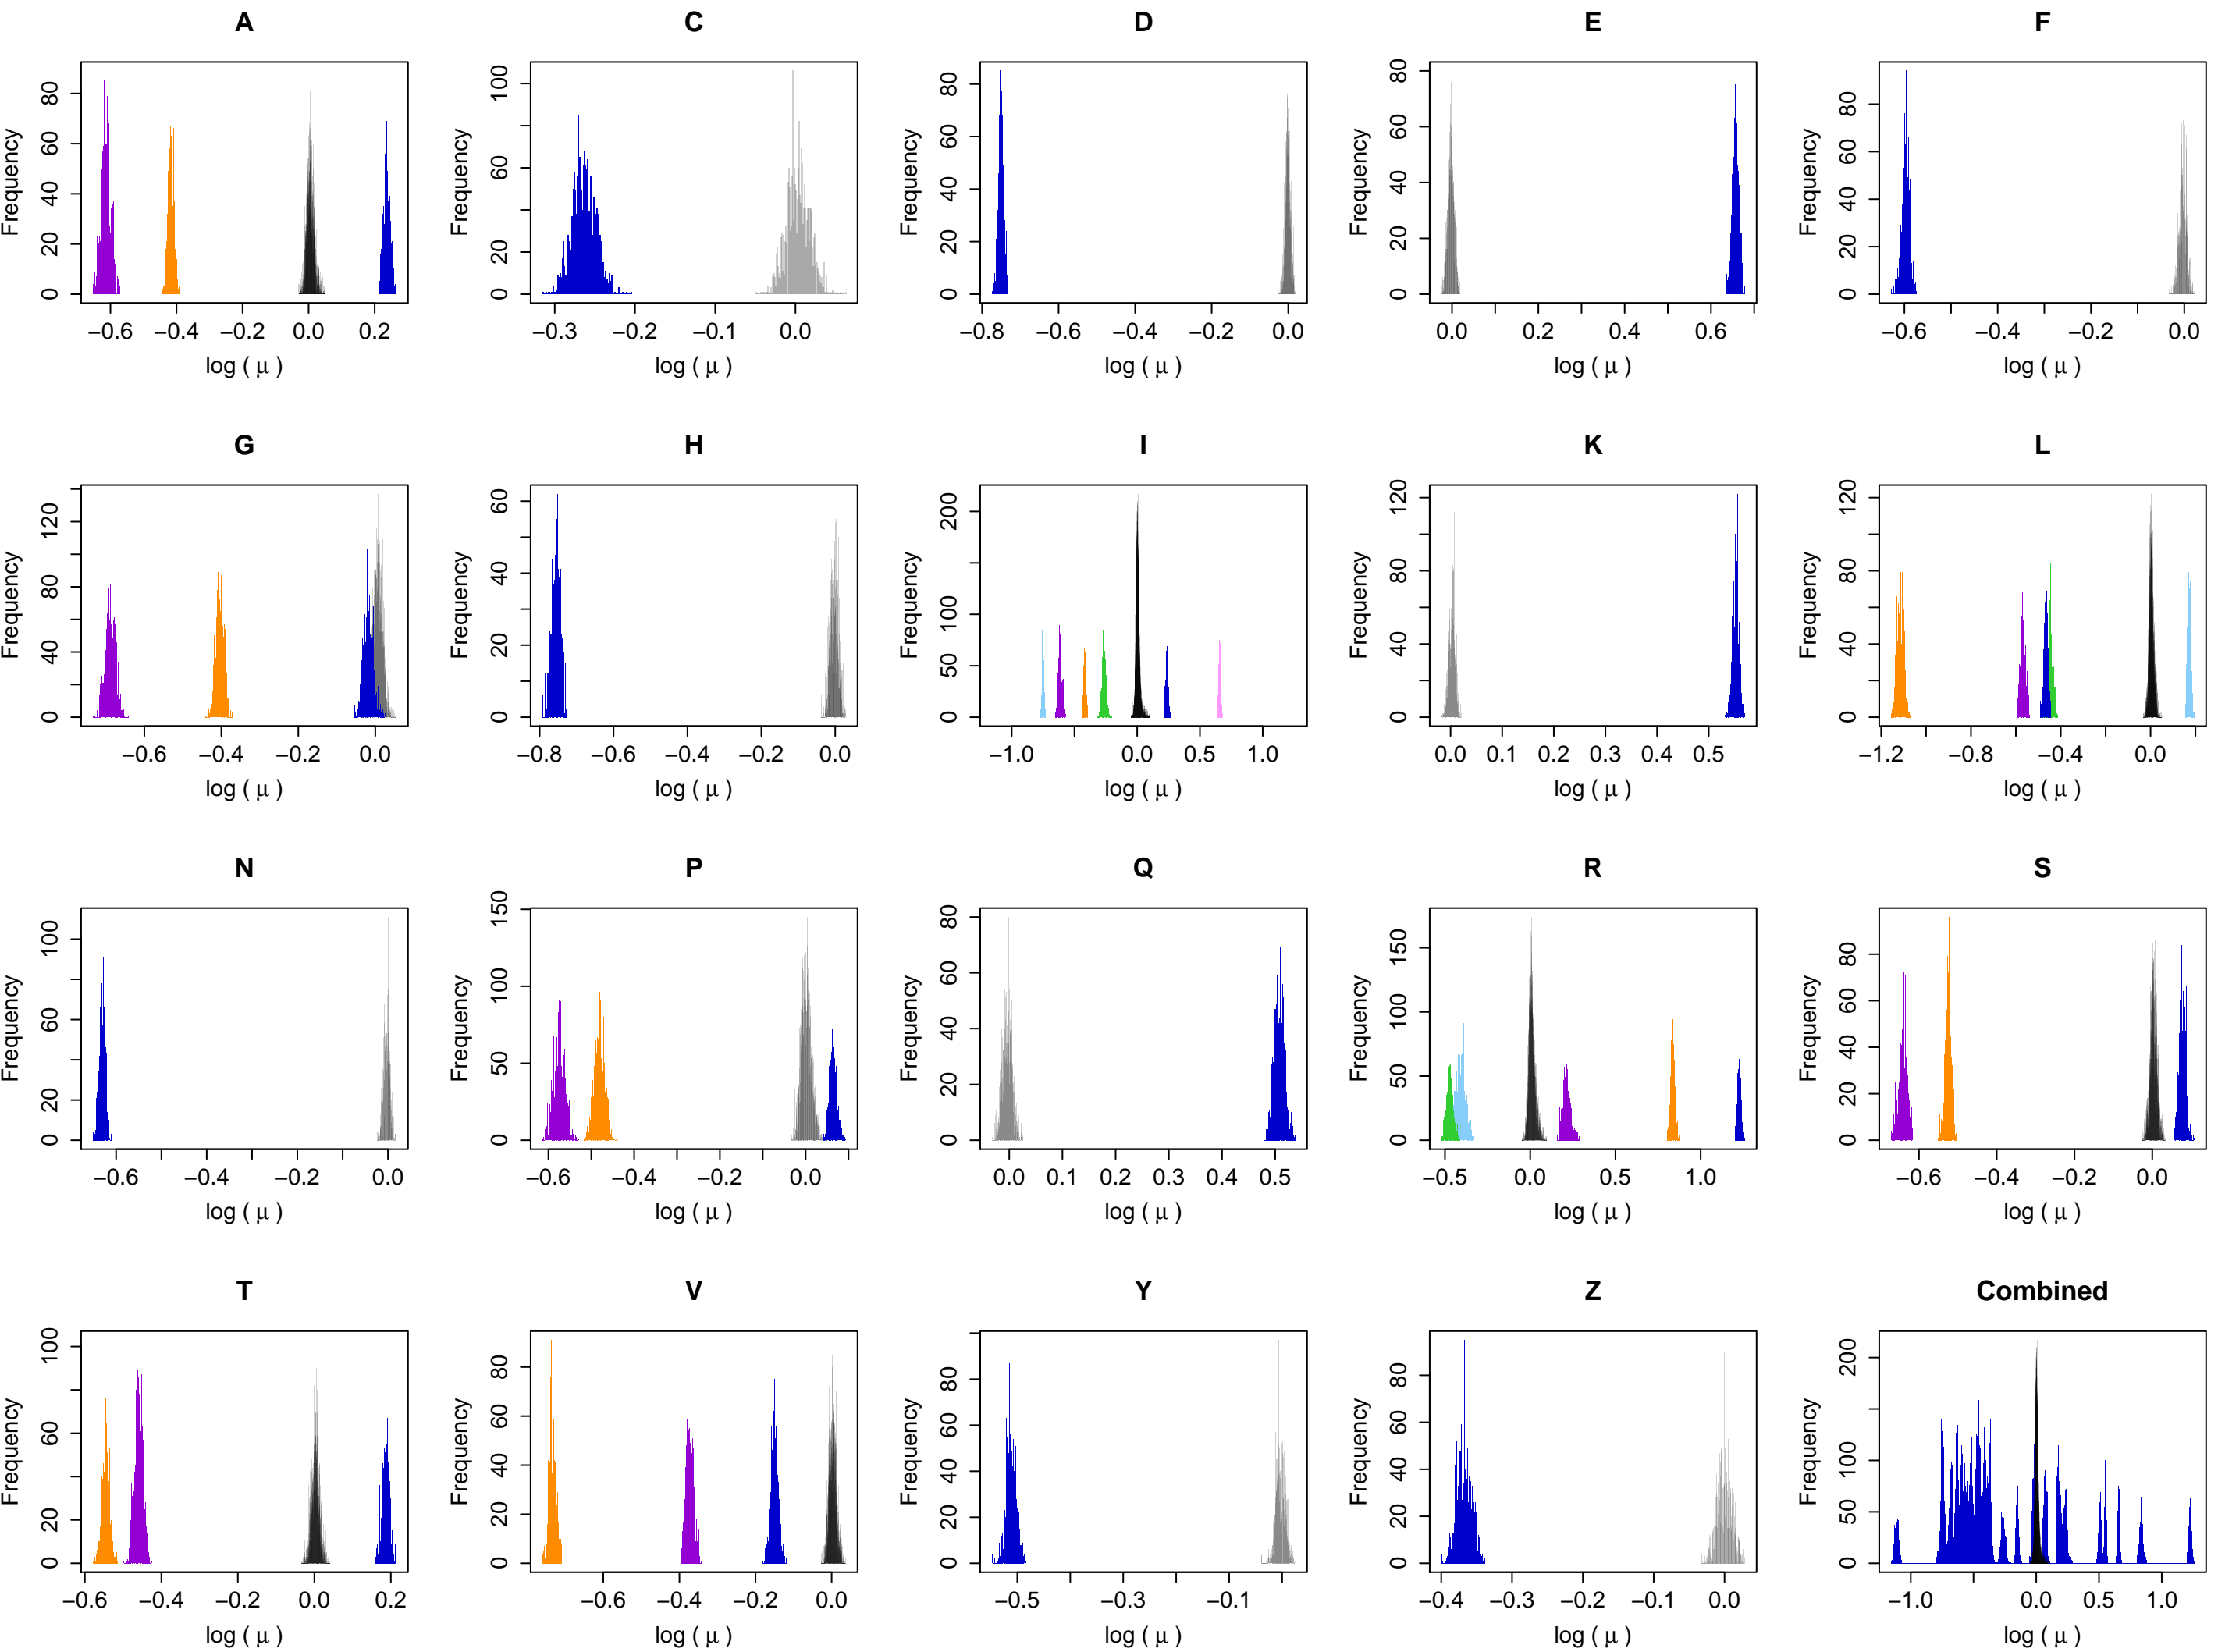 A C D E F
Frequency 0 20 40 60 80 −0.6 −0.4 −0.2 0.0 0.2 log ( μ )
Frequency 0 20 60 100 −0.3 −0.2 −0.1 0.0 log ( μ )
Frequency 0 20 40 60 80 −0.8 −0.6 −0.4 −0.2 0.0 log ( μ )
Frequency 0 20 40 60 80 0.0 0.2 0.4 0.6 log ( μ )
Frequency 0 20 40 60 80 −0.6 −0.4 −0.2 0.0 log ( μ )
G H I K L
Frequency 0 40 80 120 −0.6 −0.4 −0.2 0.0 log ( μ )
Frequency 0 20 40 60 −0.8 −0.6 −0.4 −0.2 0.0 log ( μ )
Frequency 0 50 100 200 −1.0 0.0 0.5 1.0 log ( μ )
Frequency 0 40 80 120 0.0 0.1 0.2 0.3 0.4 0.5 log ( μ )
Frequency 0 40 80 120 −1.2 −0.8 −0.4 0.0 log ( μ )
N P Q R S
Frequency 0 20 60 100 −0.6 −0.4 −0.2 0.0 log ( μ )
Frequency 0 50 100 150 −0.6 −0.4 −0.2 0.0 log ( μ )
Frequency 0 20 40 60 80 0.0 0.1 0.2 0.3 0.4 0.5 log ( μ )
Frequency 0 50 100 150 −0.5 0.0 0.5 1.0 log ( μ )
Frequency 0 20 40 60 80 −0.6 −0.4 −0.2 0.0 log ( μ )
T V Y Z Combined
Frequency 0 20 60 100 −0.6 −0.4 −0.2 0.0 0.2 log ( μ )
Frequency 0 20 40 60 80 −0.6 −0.4 −0.2 0.0 log ( μ )
Frequency 0 20 40 60 80 −0.5 −0.3 −0.1 log ( μ )
Frequency 0 20 40 60 80 −0.4 −0.3 −0.2 −0.1 0.0 log ( μ )
Frequency 0 50 100 200 −1.0 0.0 0.5 1.0 log ( μ )